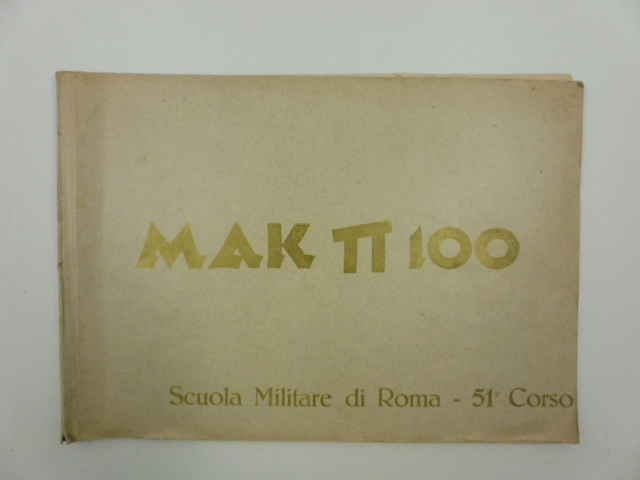 MAK π 100
Scuola Militare di Roma - 51° Corso